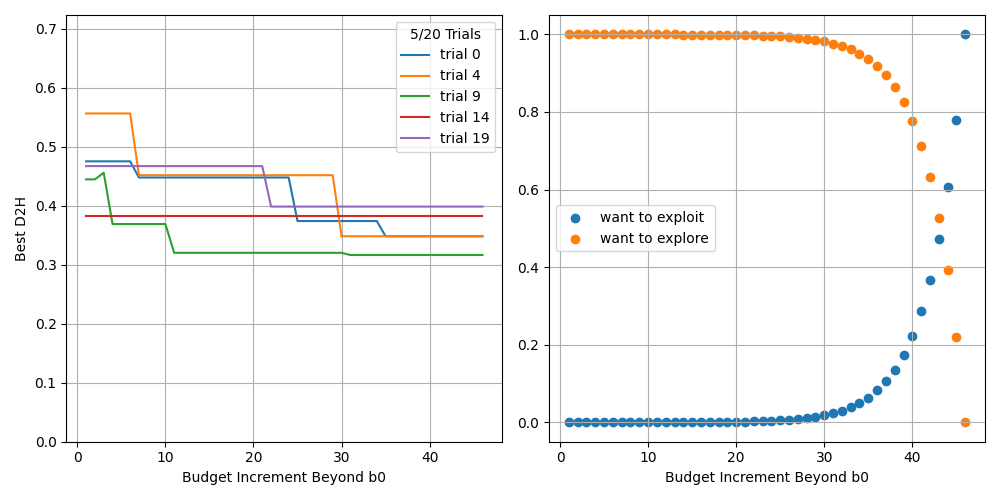 0.7
0.6
0.5
0.4
0.3
0.2
0.1
0.0
Best D2H
0 10 20 30 40
Budget Increment Beyond b0
5/20 Trials
trial 0
trial 4
trial 9
trial 14
trial 19
1.0
0.8
0.6
0.4
0.2
0.0
0 10 20 30 40
Budget Increment Beyond b0
want to exploit
want to explore